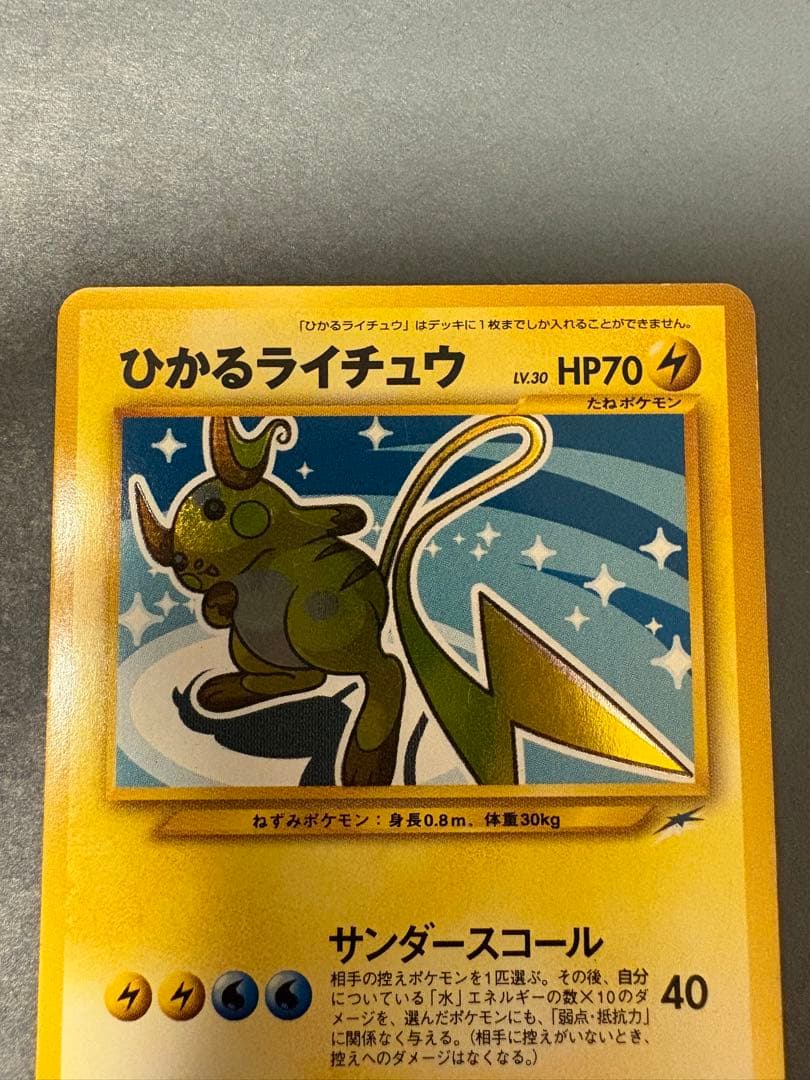 「ひかるライチュウ」はデッキに1枚までしか入れることができません。
ひかるライチュウ LV.30 HP70
たねポケモン
ねずみポケモン：身長0.8m、体重30kg
サンダースコール
相手の控えポケモンを1匹選ぶ。その後、自分
についている「水」エネルギーの数×10のダ
メージを、選んだポケモンにも、「弱点・抵抗力」
に関係なく与える。（相手に控えがいないとき、
控えへのダメージはなくなる。）
40